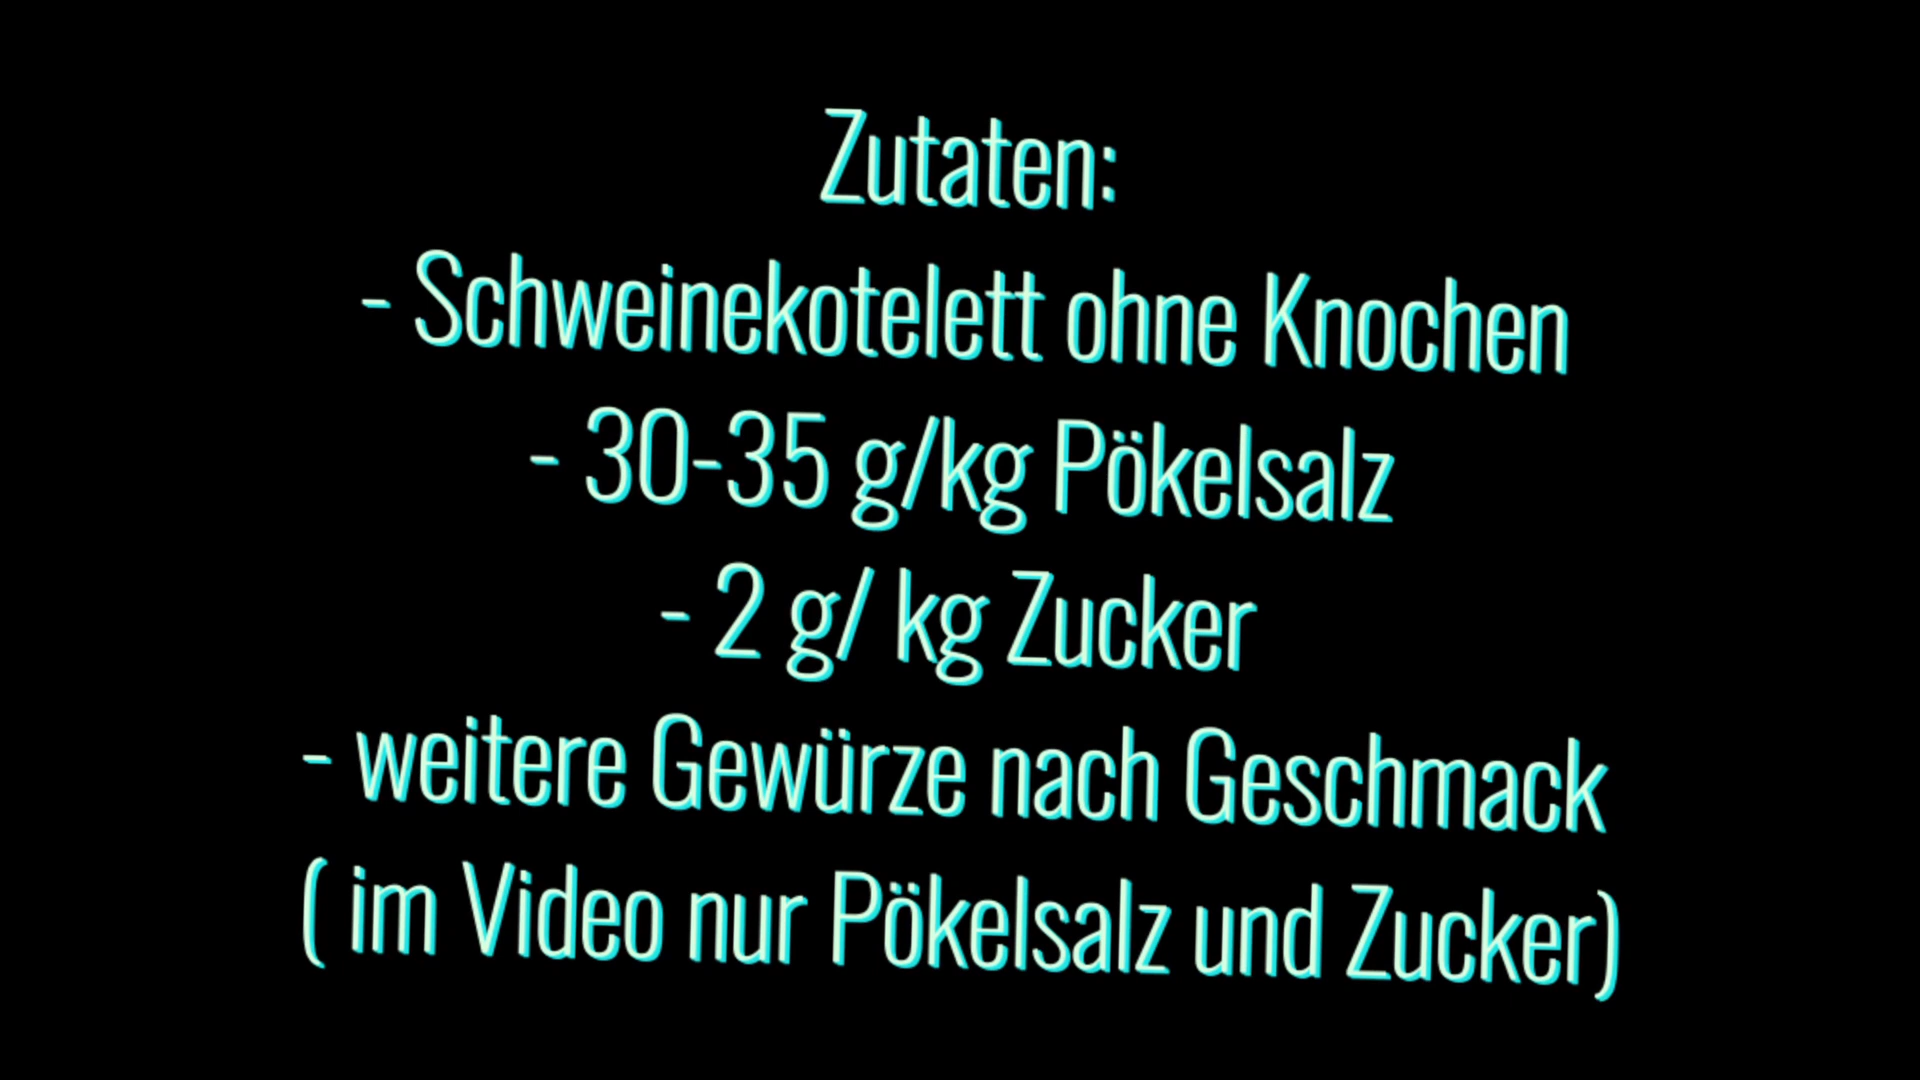 Zutaten:
- Schweinekotelett ohne Knochen
- 30-35 g/kg Pökelsalz
- 2 g/ kg Zucker
- weitere Gewürze nach Geschmack
( im Video nur Pökelsalz und Zucker)